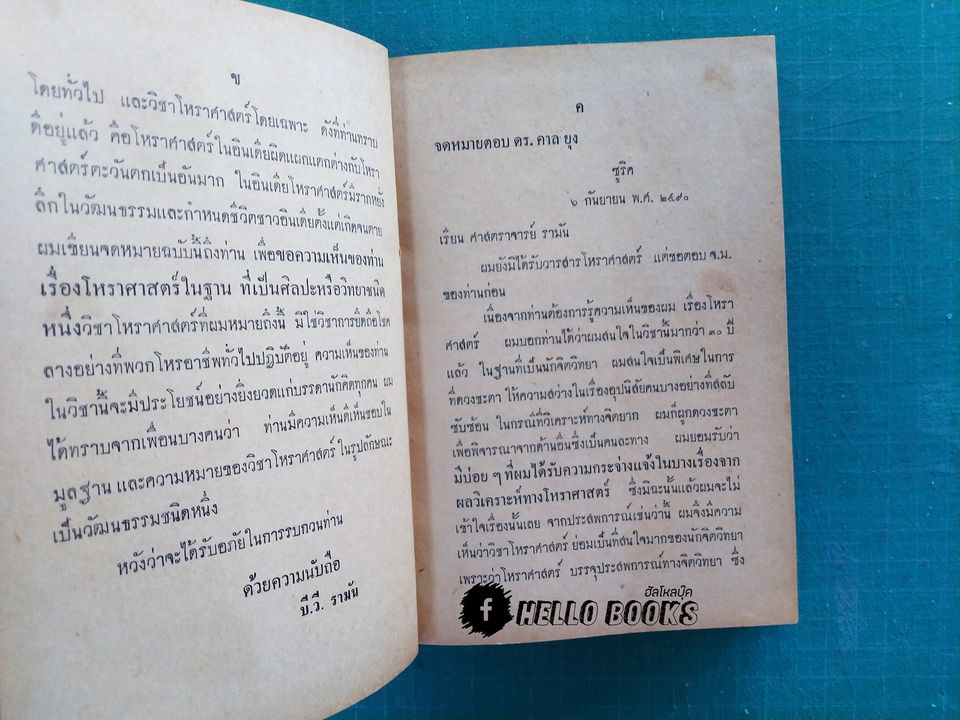 ข
โดยทั่วไป และวิชาโหราศาสตร์โดยเฉพาะ ดังที่ท่านทราบ
ดีอยู่แล้ว คือโหราศาสตร์ในอินเดียผิดแผกแตกต่างกับโหรา
ศาสตร์ตะวันตกเป็นอันมาก ในอินเดียโหราศาสตร์มีรากหยั่ง
ลึกในวัฒนธรรมและกำหนดชีวิตชาวอินเดียตั้งแต่เกิดจนตาย
ผมเขียนจดหมายฉบับนี้ถึงท่าน เพื่อขอความเห็นของท่าน
เรื่องโหราศาสตร์ในฐาน ที่เป็นศิลปะหรือวิทยาชนิด
หนึ่งวิชาโหราศาสตร์ที่ผมหมายถึงนี้ มิใช่วิชาการยึดถือโชค
ลางอย่างที่พวกโหรอาชีพทั่วไปปฏิบัติอยู่ ความเห็นของท่าน
ในวิชานี้จะมีประโยชน์อย่างยิ่งยวดแก่บรรดานักคิดทุกคน ผม
ได้ทราบจากเพื่อนบางคนว่า ท่านมีความเห็นดีเห็นชอบใน
มูลฐาน และความหมายของวิชาโหราศาสตร์ ในรูปลักษณะ
เป็นวัฒนธรรมชนิดหนึ่ง
หวังว่าจะได้รับอภัยในการรบกวนท่าน
ด้วยความนับถือ
บี.วี. รามัน
ค
จดหมายตอบ ดร. คาล ยุง
ซูริค
๖ กันยายน พ.ศ. ๒๔๙๐
เรียน ศาสตราจารย์ รามัน
ผมยังมิได้รับวารสารโหราศาสตร์ แต่ขอตอบ จ.ม.
ของท่านก่อน
เนื่องจากท่านต้องการรู้ความเห็นของผม เรื่องโหรา
ศาสตร์ ผมบอกท่านได้ว่าผมสนใจในวิชานี้มากว่า ๓๐ ปี
แล้ว ในฐานที่เป็นนักจิตวิทยา ผมสนใจเป็นพิเศษในการ
ที่ดวงชะตา ให้ความสว่างในเรื่องอุปนิสัยคนบางอย่างที่สลับ
ซับซ้อน ในกรณีที่วิเคราะห์ทางจิตยาก ผมก็ผูกดวงชะตา
เพื่อพิจารณาจากด้านอื่นซึ่งเป็นคนละทาง ผมยอมรับว่า
มีบ่อย ๆ ที่ผมได้รับความกระจ่างแจ้งในบางเรื่องจาก
ผลวิเคราะห์ทางโหราศาสตร์ ซึ่งมิฉะนั้นแล้วผมจะไม่
เข้าใจเรื่องนั้นเลย จากประสพการณ์เช่นว่านี้ ผมจึงมีความ
เห็นว่าวิชาโหราศาสตร์ ย่อมเป็นที่สนใจมากของนักจิตวิทยา
เพราะว่าโหราศาสตร์ บรรจุประสพการณ์ทางจิตวิทยา ซึ่ง
ฮัลโหลบุ๊ค
f HELLO BOOKS